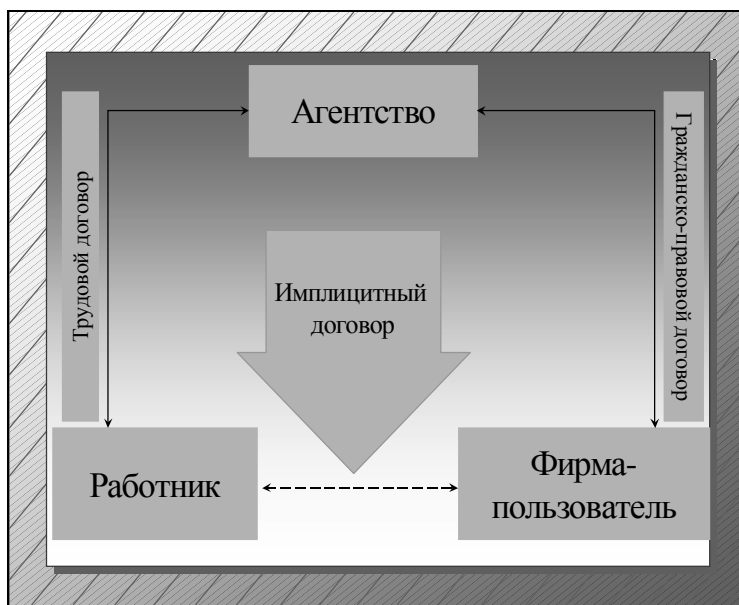 Агентство
Трудовой договор
Гражданско-правовой договор
Имплицитный
договор
Работник
Фирма-
пользователь